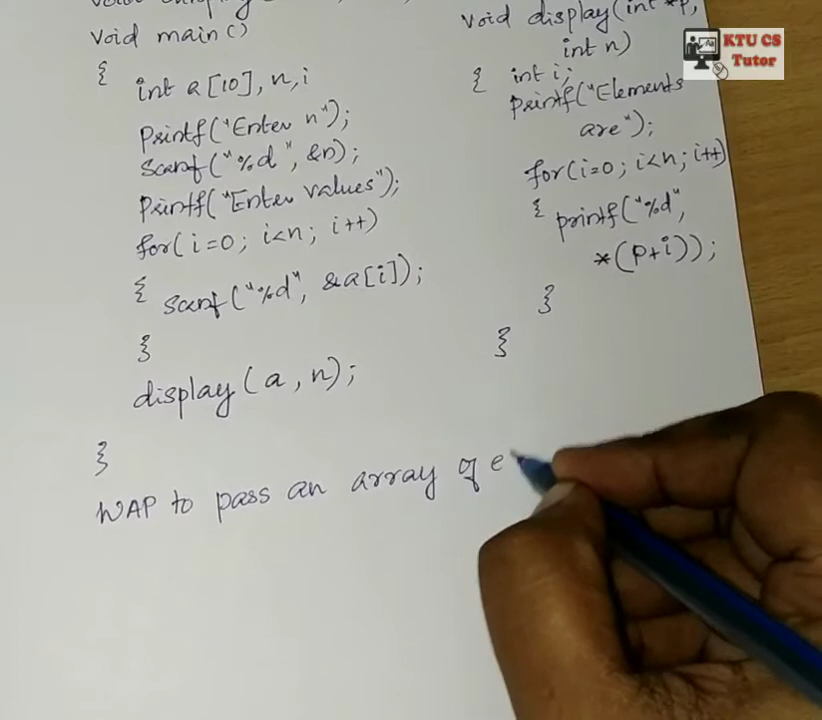 void main()
{ int a[10], n, i
printf("Enter n");
scanf("%d", &n);
printf("Enter values");
for(i=0; i<n; i++)
{ scanf("%d", &a[i]);
}
display(a, n);
}
WAP to pass an array of e
void display(int *p,
int n)
{ int i;
printf("Elements
are");
for(i=0; i<n; i++)
{ printf("%d",
*(p+i));
}
}
KTU CS
Tutor